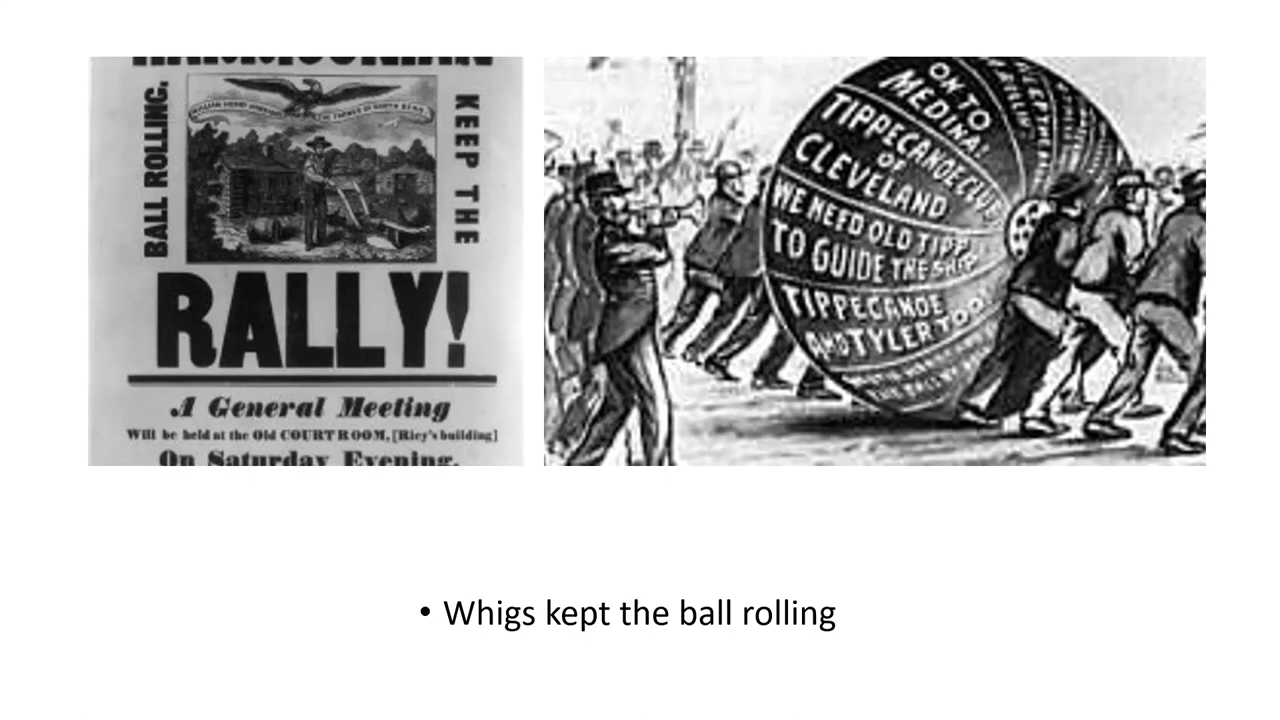 BALL ROLLING.
KEEP THE
RALLY!
A General Meeting
Will be held at the Old COURT ROOM, [Riey's building]
On Saturday Evening,
ON TO
MEDINA!
TIPPECANOE CLUB
OF
CLEVELAND
WE NEED OLD TIPP
TO GUIDE THE SHIP
TIPPECANOE
AND TYLER TOO.
• Whigs kept the ball rolling